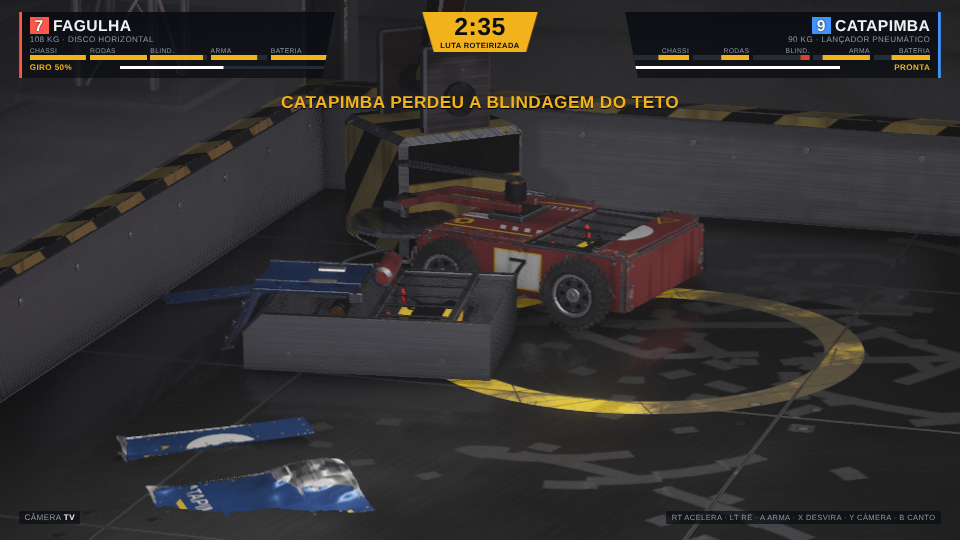 7 FAGULHA
108 KG · DISCO HORIZONTAL
CHASSI RODAS BLIND. ARMA BATERIA
GIRO 50%
2:35
LUTA ROTEIRIZADA
9 CATAPIMBA
90 KG · LANÇADOR PNEUMÁTICO
CHASSI RODAS BLIND. ARMA BATERIA
PRONTA
CATAPIMBA PERDEU A BLINDAGEM DO TETO
7
CÂMERA TV
RT ACELERA · LT RÉ · A ARMA · X DESVIRA · Y CÂMERA · B CANTO